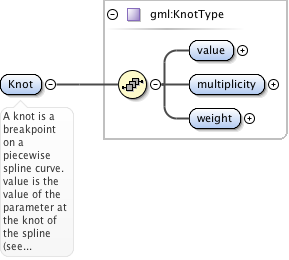 gml:KnotType
value
Knot
multiplicity
weight
A knot is a
breakpoint
on a
piecewise
spline curve.
value is the
value of the
parameter at
the knot of
the spline
(see...